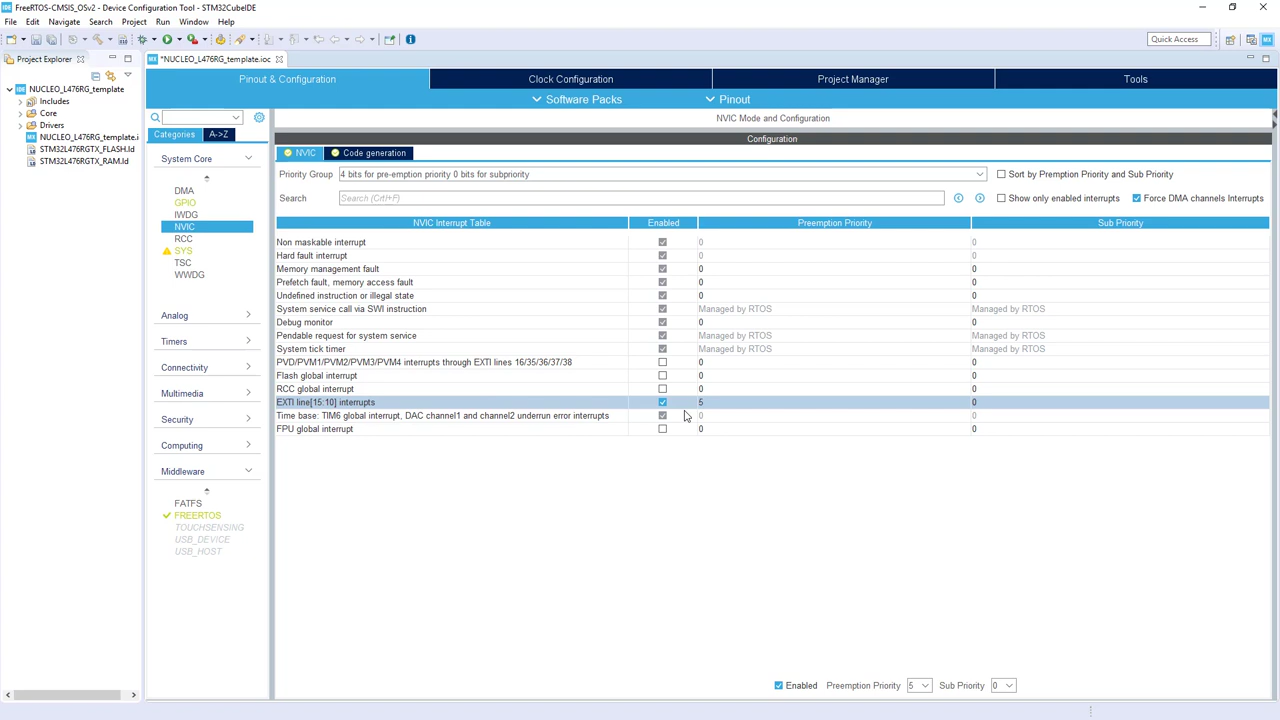 FreeRTOS-CMSIS_OSv2 - Device Configuration Tool - STM32CubeIDE
File Edit Navigate Search Project Run Window Help
Quick Access
Project Explorer
*NUCLEO_L476RG_template.ioc
NUCLEO_L476RG_template
Includes
Core
Drivers
NUCLEO_L476RG_template.i
STM32L476RGTX_FLASH.ld
STM32L476RGTX_RAM.ld
Pinout & Configuration
Clock Configuration
Project Manager
Tools
Software Packs
Pinout
Categories
A->Z
System Core
DMA
GPIO
IWDG
NVIC
RCC
SYS
TSC
WWDG
Analog
Timers
Connectivity
Multimedia
Security
Computing
Middleware
FATFS
FREERTOS
TOUCHSENSING
USB_DEVICE
USB_HOST
NVIC Mode and Configuration
Configuration
NVIC
Code generation
Priority Group 4 bits for pre-emption priority 0 bits for subpriority Sort by Premption Priority and Sub Priority
Search Search (Crtl+F) Show only enabled interrupts Force DMA channels Interrupts
NVIC Interrupt Table Enabled Preemption Priority Sub Priority
Non maskable interrupt 0 0
Hard fault interrupt 0 0
Memory management fault 0 0
Prefetch fault, memory access fault 0 0
Undefined instruction or illegal state 0 0
System service call via SWI instruction Managed by RTOS Managed by RTOS
Debug monitor 0 0
Pendable request for system service Managed by RTOS Managed by RTOS
System tick timer Managed by RTOS Managed by RTOS
PVD/PVM1/PVM2/PVM3/PVM4 interrupts through EXTI lines 16/35/36/37/38 0 0
Flash global interrupt 0 0
RCC global interrupt 0 0
EXTI line[15:10] interrupts 5 0
Time base: TIM6 global interrupt, DAC channel1 and channel2 underrun error interrupts 0 0
FPU global interrupt 0 0
Enabled Preemption Priority 5 Sub Priority 0